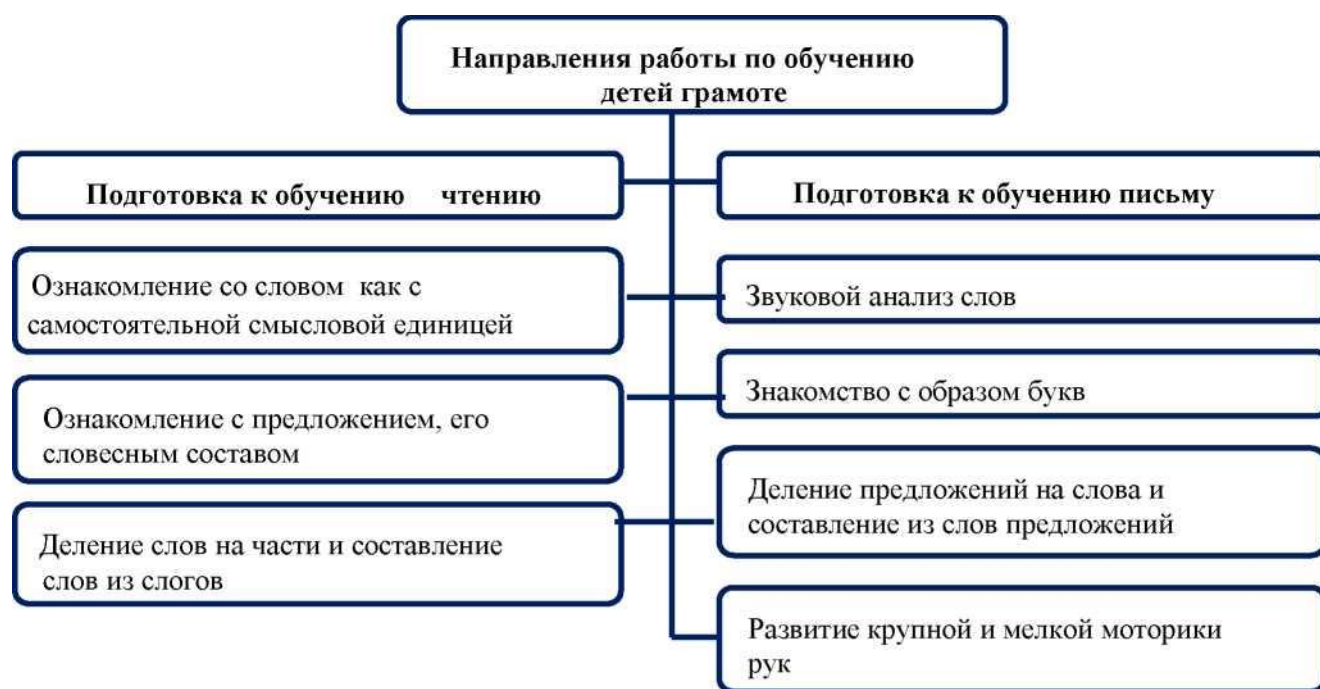 Направления работы по обучению
детей грамоте
Подготовка к обучению чтению
Подготовка к обучению письму
Ознакомление со словом как с
самостоятельной смысловой единицей
Звуковой анализ слов
Ознакомление с предложением, его
словесным составом
Знакомство с образом букв
Деление слов на части и составление
слов из слогов
Деление предложений на слова и
составление из слов предложений
Развитие крупной и мелкой моторики
рук